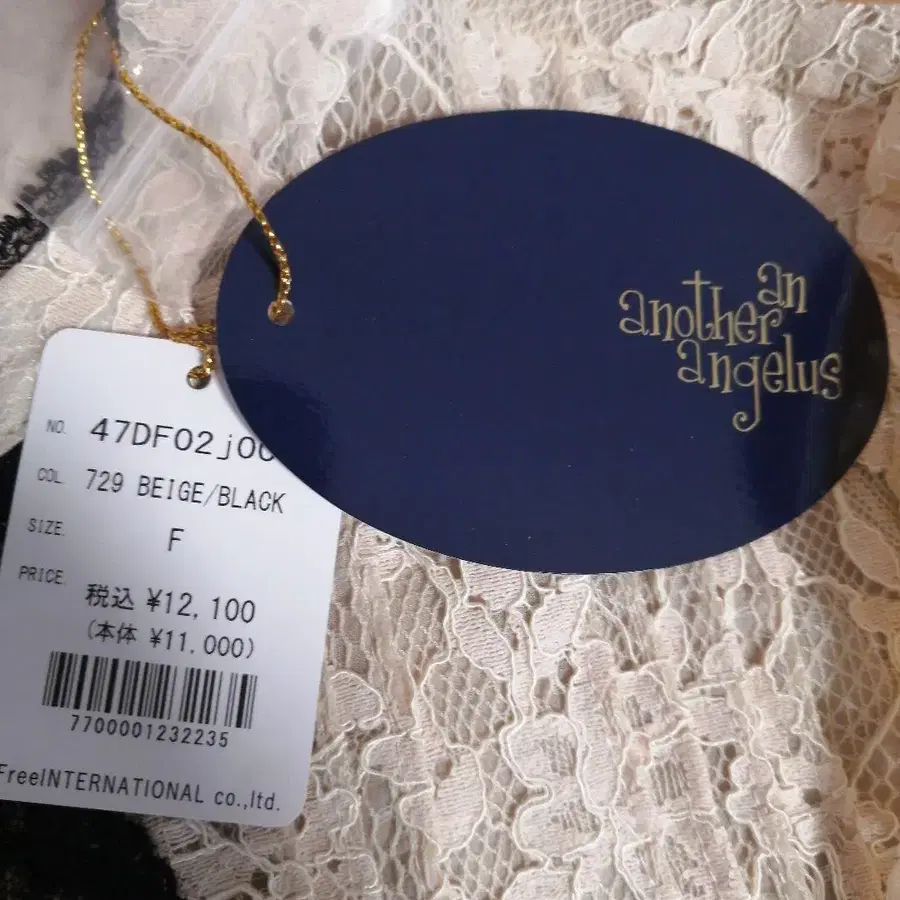 an
another
angelus
NO. 47DF02j0
COL. 729 BEIGE/BLACK
SIZE. F
PRICE. 税込 ¥12,100
(本体 ¥11,000)
7700001232235
FreeINTERNATIONAL co.,ltd.